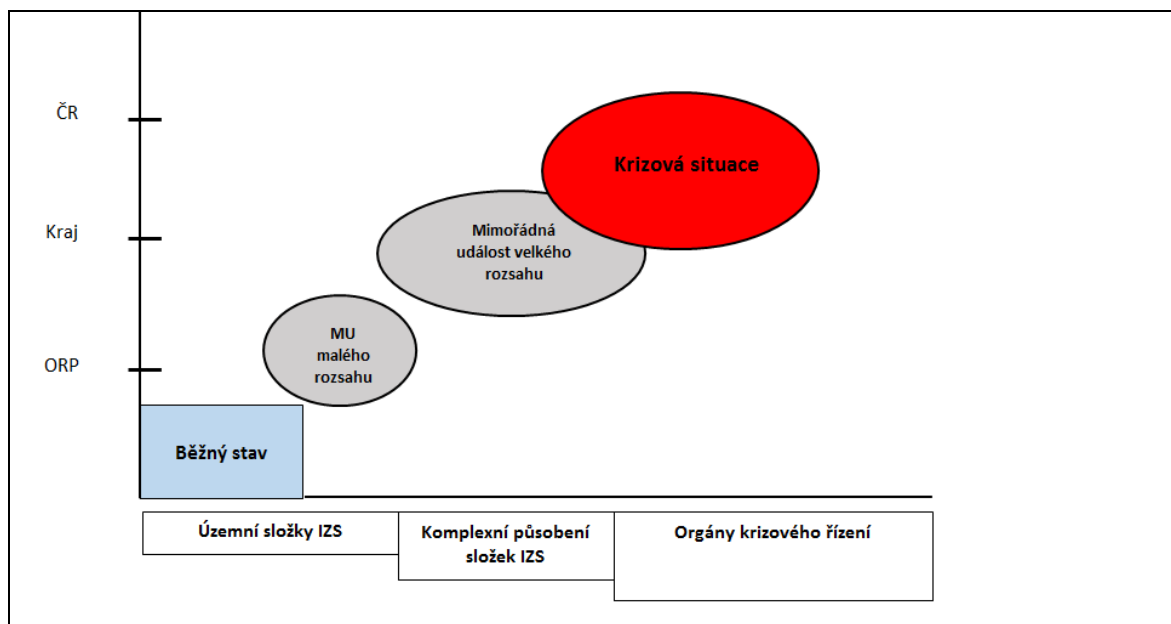 ČR
Krizová situace
Kraj
Mimořádná
událost velkého
rozsahu
MU
malého
rozsahu
ORP
Běžný stav
Územní složky IZS
Komplexní působení
složek IZS
Orgány krizového řízení